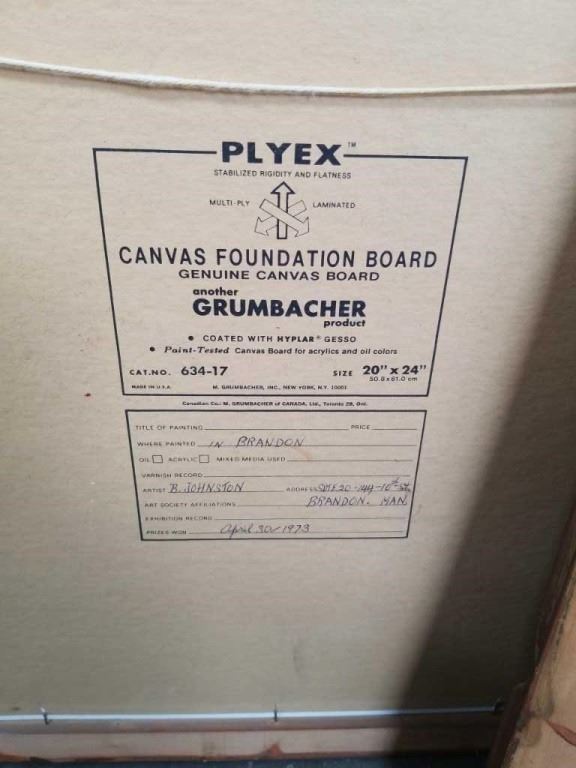 PLYEX™
STABILIZED RIGIDITY AND FLATNESS
MULTI-PLY LAMINATED
CANVAS FOUNDATION BOARD
GENUINE CANVAS BOARD
another
GRUMBACHER
product
• COATED WITH HYPLAR® GESSO
• Paint-Tested Canvas Board for acrylics and oil colors
CAT.NO. 634-17 SIZE 20" x 24"
50.8 x 61.0 cm
MADE IN U.S.A. M. GRUMBACHER, INC., NEW YORK, N.Y. 10001
Canadian Co.: M. GRUMBACHER of CANADA, Ltd., Toronto 2B, Ont.
TITLE OF PAINTING PRICE
WHERE PAINTED IN BRANDON
OIL ACRYLIC MIXED MEDIA USED
VARNISH RECORD
ARTIST B. JOHNSTON ADDRESS 10th St,
ART SOCIETY AFFILIATIONS BRANDON. MAN
EXHIBITION RECORD
PRIZES WON April 30/1973